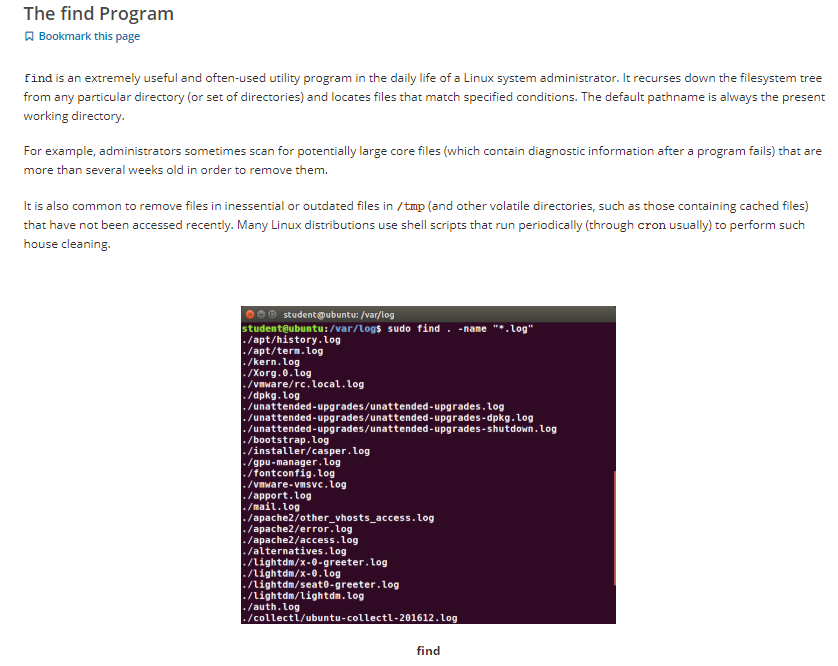 The find Program
Bookmark this page
find is an extremely useful and often-used utility program in the daily life of a Linux system administrator. It recurses down the filesystem tree
from any particular directory (or set of directories) and locates files that match specified conditions. The default pathname is always the present
working directory.
For example, administrators sometimes scan for potentially large core files (which contain diagnostic information after a program fails) that are
more than several weeks old in order to remove them.
It is also common to remove files in inessential or outdated files in /tmp (and other volatile directories, such as those containing cached files)
that have not been accessed recently. Many Linux distributions use shell scripts that run periodically (through cron usually) to perform such
house cleaning.
student@ubuntu: /var/log
student@ubuntu:/var/log$ sudo find . -name "*.log"
./apt/history.log
./apt/term.log
./kern.log
./Xorg.0.log
./vmware/rc.local.log
./dpkg.log
./unattended-upgrades/unattended-upgrades.log
./unattended-upgrades/unattended-upgrades-dpkg.log
./unattended-upgrades/unattended-upgrades-shutdown.log
./bootstrap.log
./installer/casper.log
./gpu-manager.log
./fontconfig.log
./vmware-vmsvc.log
./apport.log
./mail.log
./apache2/other_vhosts_access.log
./apache2/error.log
./apache2/access.log
./alternatives.log
./lightdm/x-0-greeter.log
./lightdm/x-0.log
./lightdm/seat0-greeter.log
./lightdm/lightdm.log
./auth.log
./collectl/ubuntu-collectl-201612.log
find